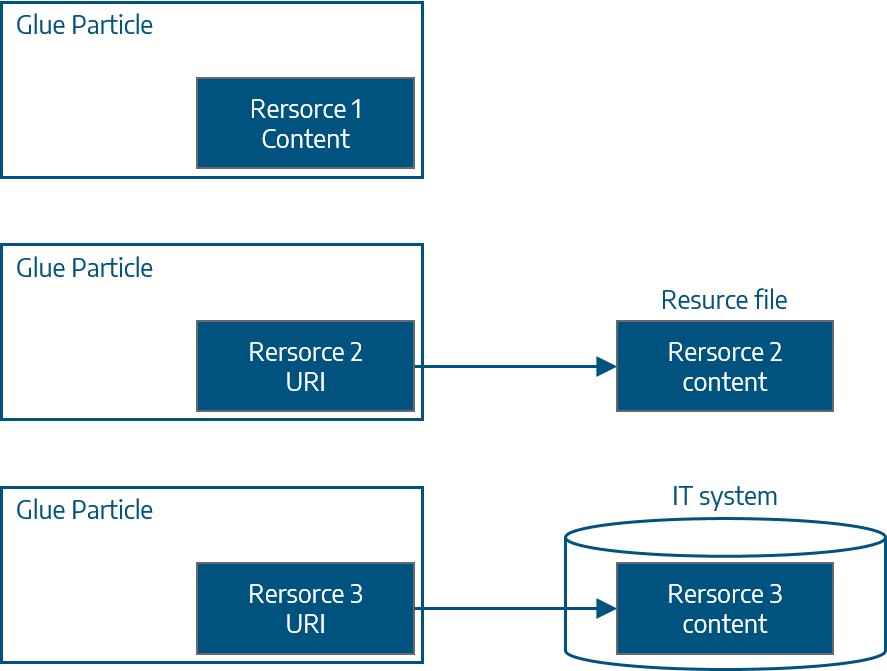 Glue Particle
Rersorce 1
Content
Glue Particle
Rersorce 2
URI
Resurce file
Rersorce 2
content
Glue Particle
Rersorce 3
URI
IT system
Rersorce 3
content